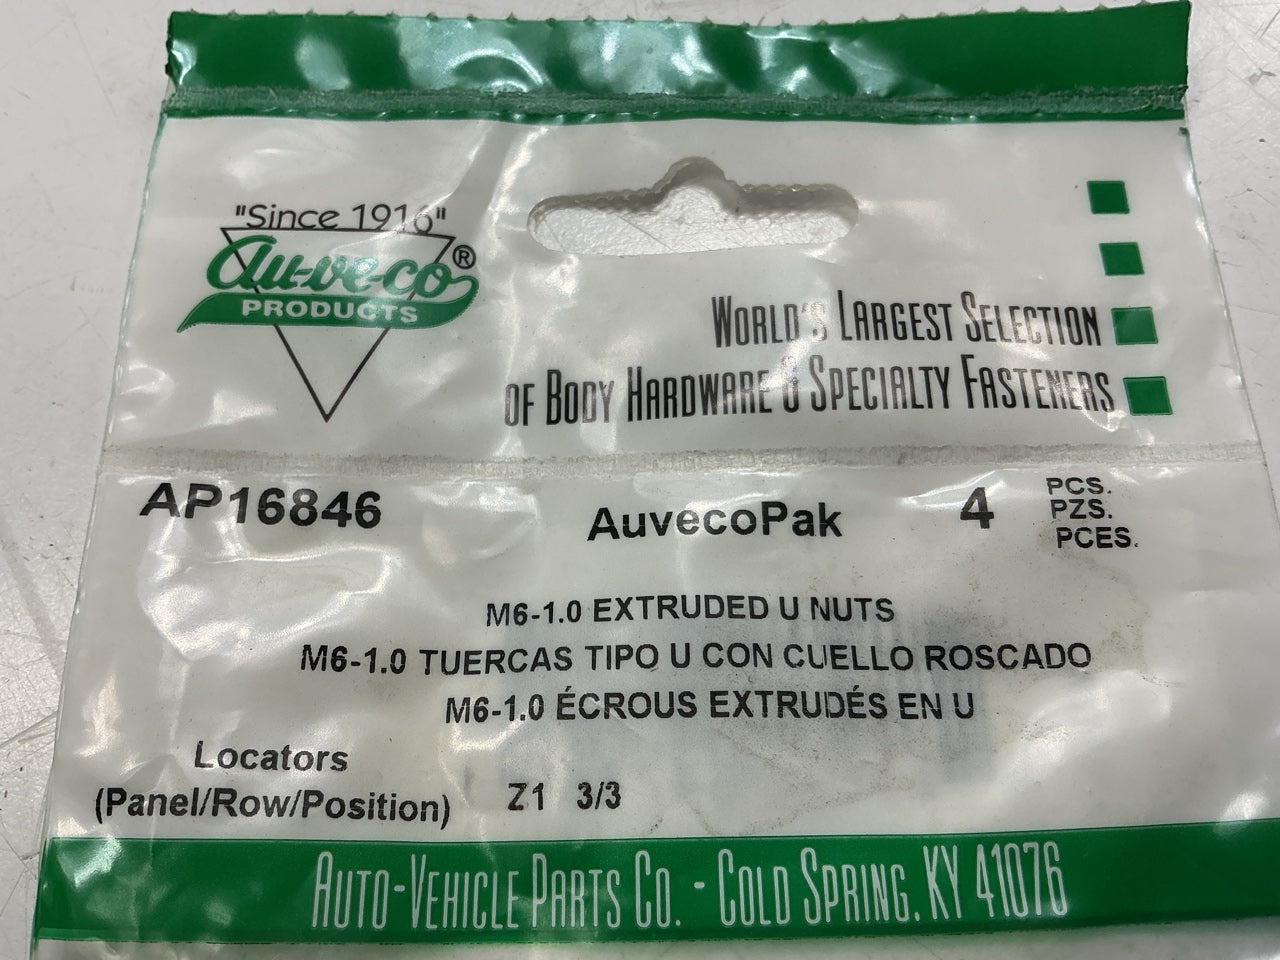 "Since 1916"
Au-ve-co®
PRODUCTS
WORLD'S LARGEST SELECTION
OF BODY HARDWARE & SPECIALTY FASTENERS
AP16846 AuvecoPak 4 PCS.
PZS.
PCES.
M6-1.0 EXTRUDED U NUTS
M6-1.0 TUERCAS TIPO U CON CUELLO ROSCADO
M6-1.0 ÉCROUS EXTRUDÉS EN U
Locators
(Panel/Row/Position) Z1 3/3
AUTO-VEHICLE PARTS CO. - COLD SPRING, KY 41076